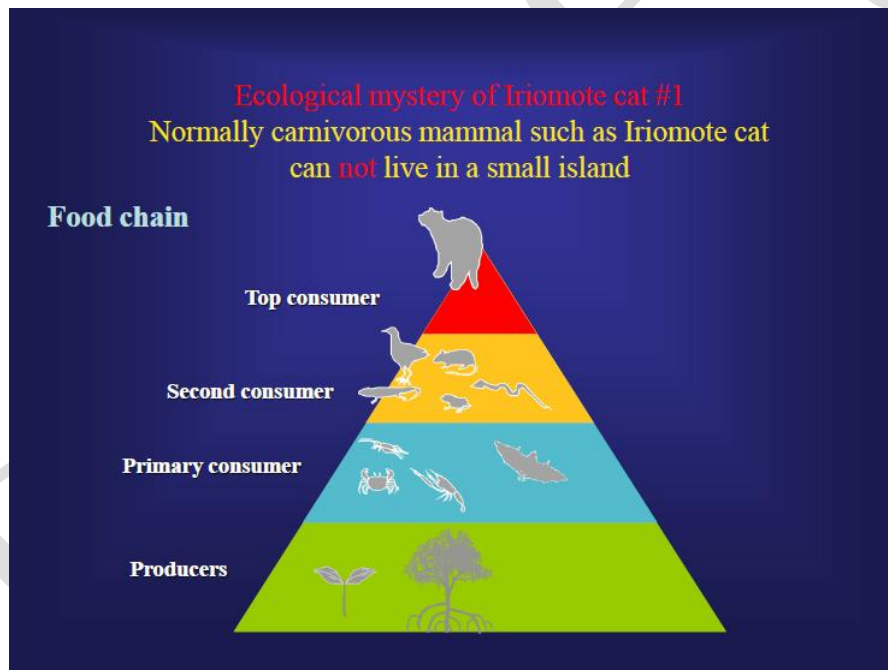 Ecological mystery of Iriomote cat #1
Normally carnivorous mammal such as Iriomote cat
can not live in a small island
Food chain
Top consumer
Second consumer
Primary consumer
Producers